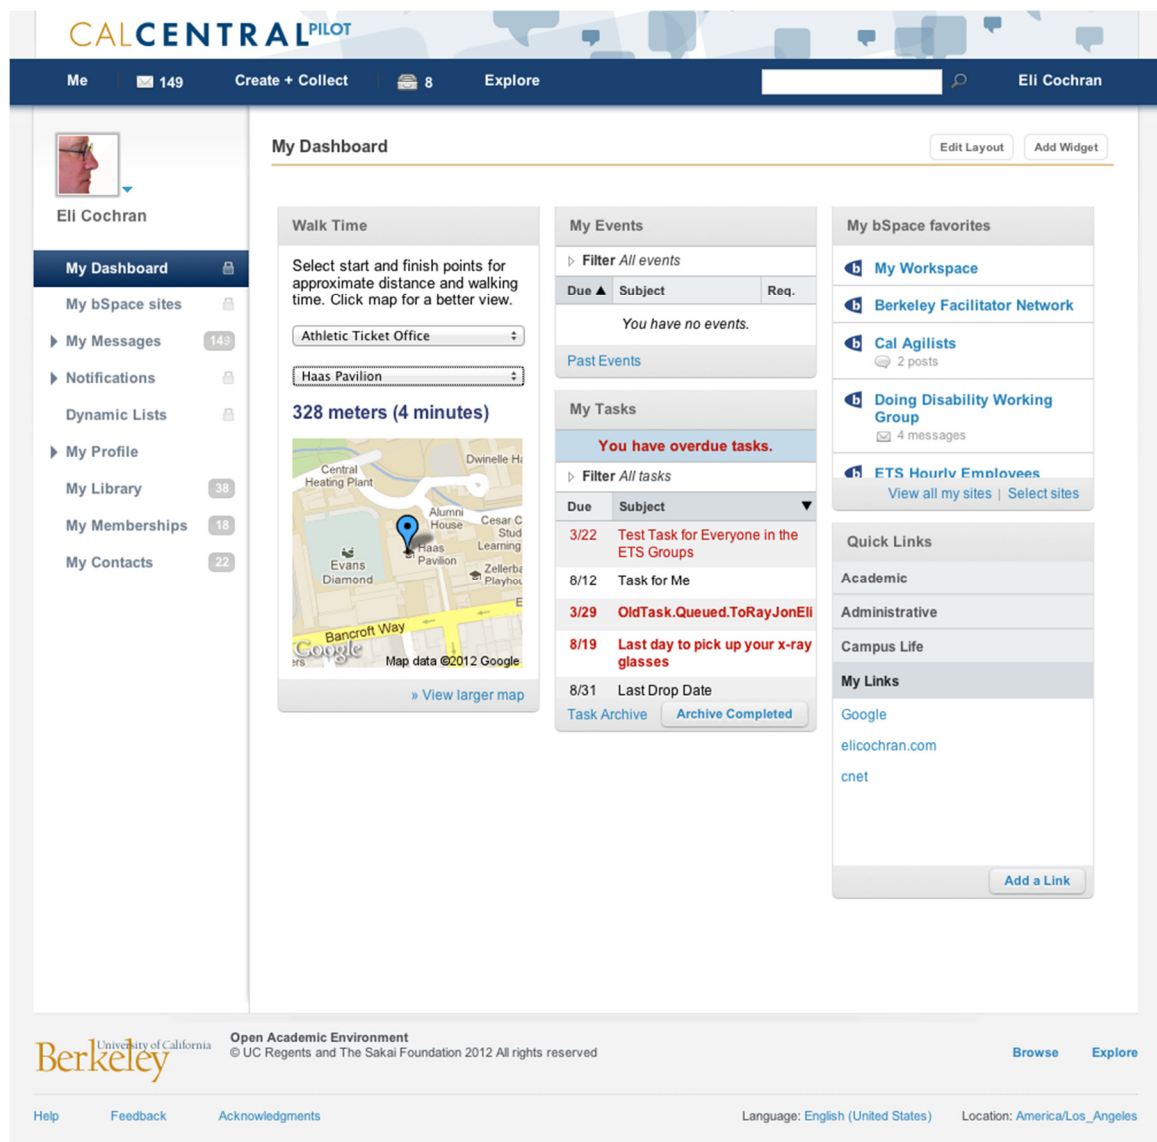 CALCENTRAL PILOT
Me 149 Create + Collect 8 Explore Eli Cochran
Eli Cochran
My Dashboard
My bSpace sites
My Messages 149
Notifications
Dynamic Lists
My Profile
My Library 38
My Memberships 18
My Contacts 22
My Dashboard
Edit Layout Add Widget
Walk Time
Select start and finish points for
approximate distance and walking
time. Click map for a better view.
Athletic Ticket Office
Haas Pavilion
328 meters (4 minutes)
Central
Heating Plant
Dwinelle Ha
Alumni
House
Cesar C
Stud
Learning
Haas
Pavilion
Evans
Diamond
Zellerba
Playhou
E
Bancroft Way
Google
ers
Map data ©2012 Google
» View larger map
My Events
Filter All events
Due Subject Req.
You have no events.
Past Events
My Tasks
You have overdue tasks.
Filter All tasks
Due Subject
3/22 Test Task for Everyone in the
ETS Groups
8/12 Task for Me
3/29 OldTask.Queued.ToRayJonEli
8/19 Last day to pick up your x-ray
glasses
8/31 Last Drop Date
Task Archive Archive Completed
My bSpace favorites
b My Workspace
b Berkeley Facilitator Network
b Cal Agilists
2 posts
b Doing Disability Working
Group
4 messages
b ETS Hourly Employees
View all my sites | Select sites
Quick Links
Academic
Administrative
Campus Life
My Links
Google
elicochran.com
cnet
Add a Link
Berkeley University of California
Open Academic Environment
© UC Regents and The Sakai Foundation 2012 All rights reserved
Browse Explore
Help Feedback Acknowledgments
Language: English (United States) Location: America/Los_Angeles